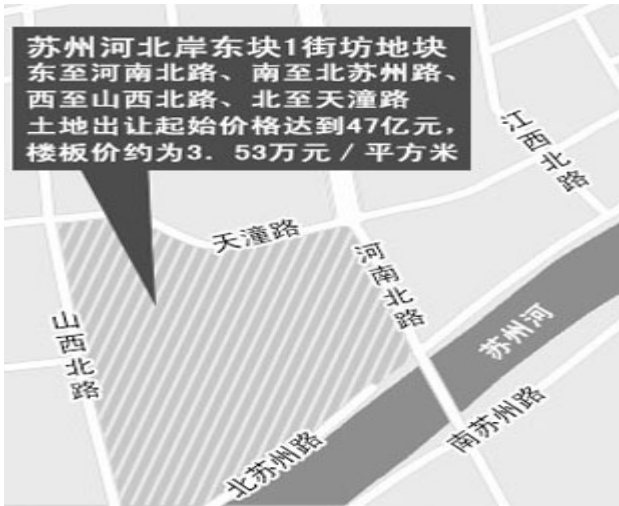 苏州河北岸东块1街坊地块
东至河南北路、南至北苏州路、
西至山西北路、北至天潼路
土地出让起始价格达到47亿元，
楼板价约为3．53万元／平方米
江西北路
天潼路
河南北路
山西北路
苏州河
北苏州路
南苏州路